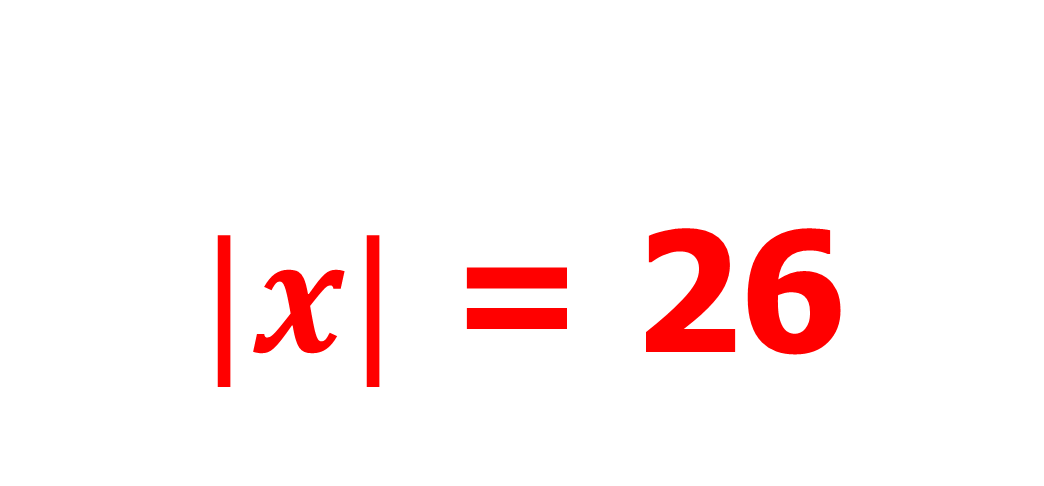 |x| = 26